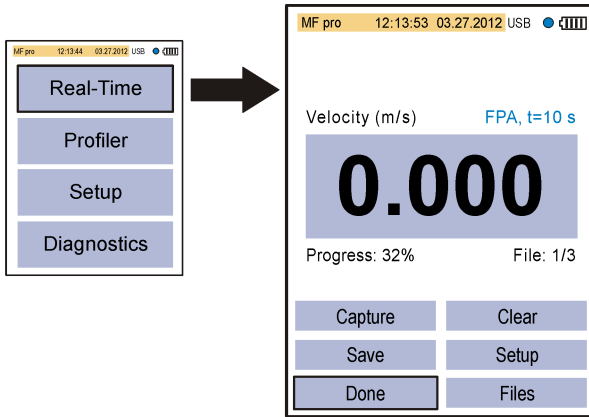 MF pro 12:13:44 03.27.2012 USB
Real-Time
Profiler
Setup
Diagnostics
MF pro 12:13:53 03.27.2012 USB
Velocity (m/s) FPA, t=10 s
0.000
Progress: 32% File: 1/3
Capture Clear
Save Setup
Done Files